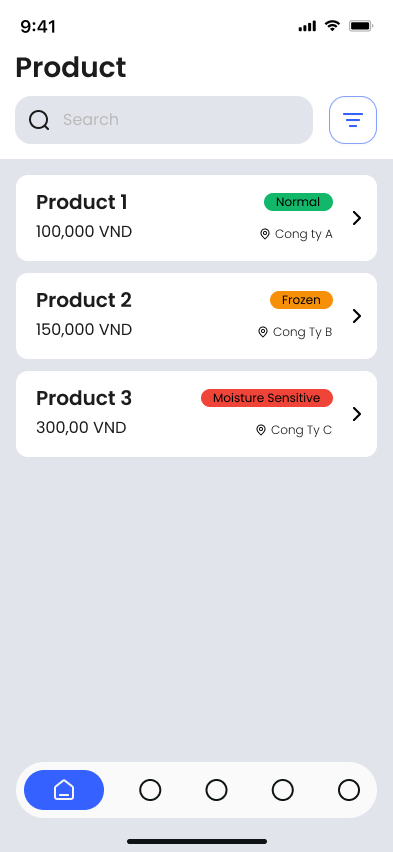 9:41
Product
Search
Product 1
Normal
100,000 VND
Cong ty A
Product 2
Frozen
150,000 VND
Cong Ty B
Product 3
Moisture Sensitive
300,00 VND
Cong Ty C